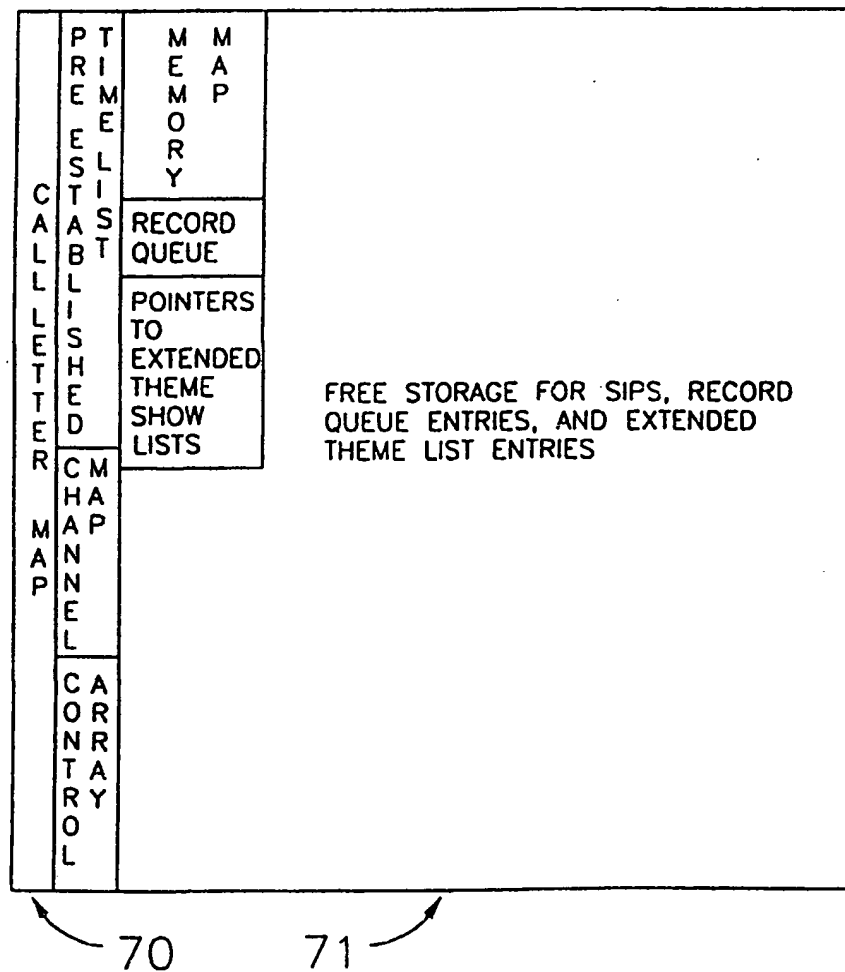 CALL LETTER MAP
PRE ESTABLISHED
TIME LIST
CHANNEL
MAP
CONTROL
ARRAY
MEMORY
MAP
RECORD
QUEUE
POINTERS
TO
EXTENDED
THEME
SHOW
LISTS
FREE STORAGE FOR SIPS, RECORD
QUEUE ENTRIES, AND EXTENDED
THEME LIST ENTRIES
70
71